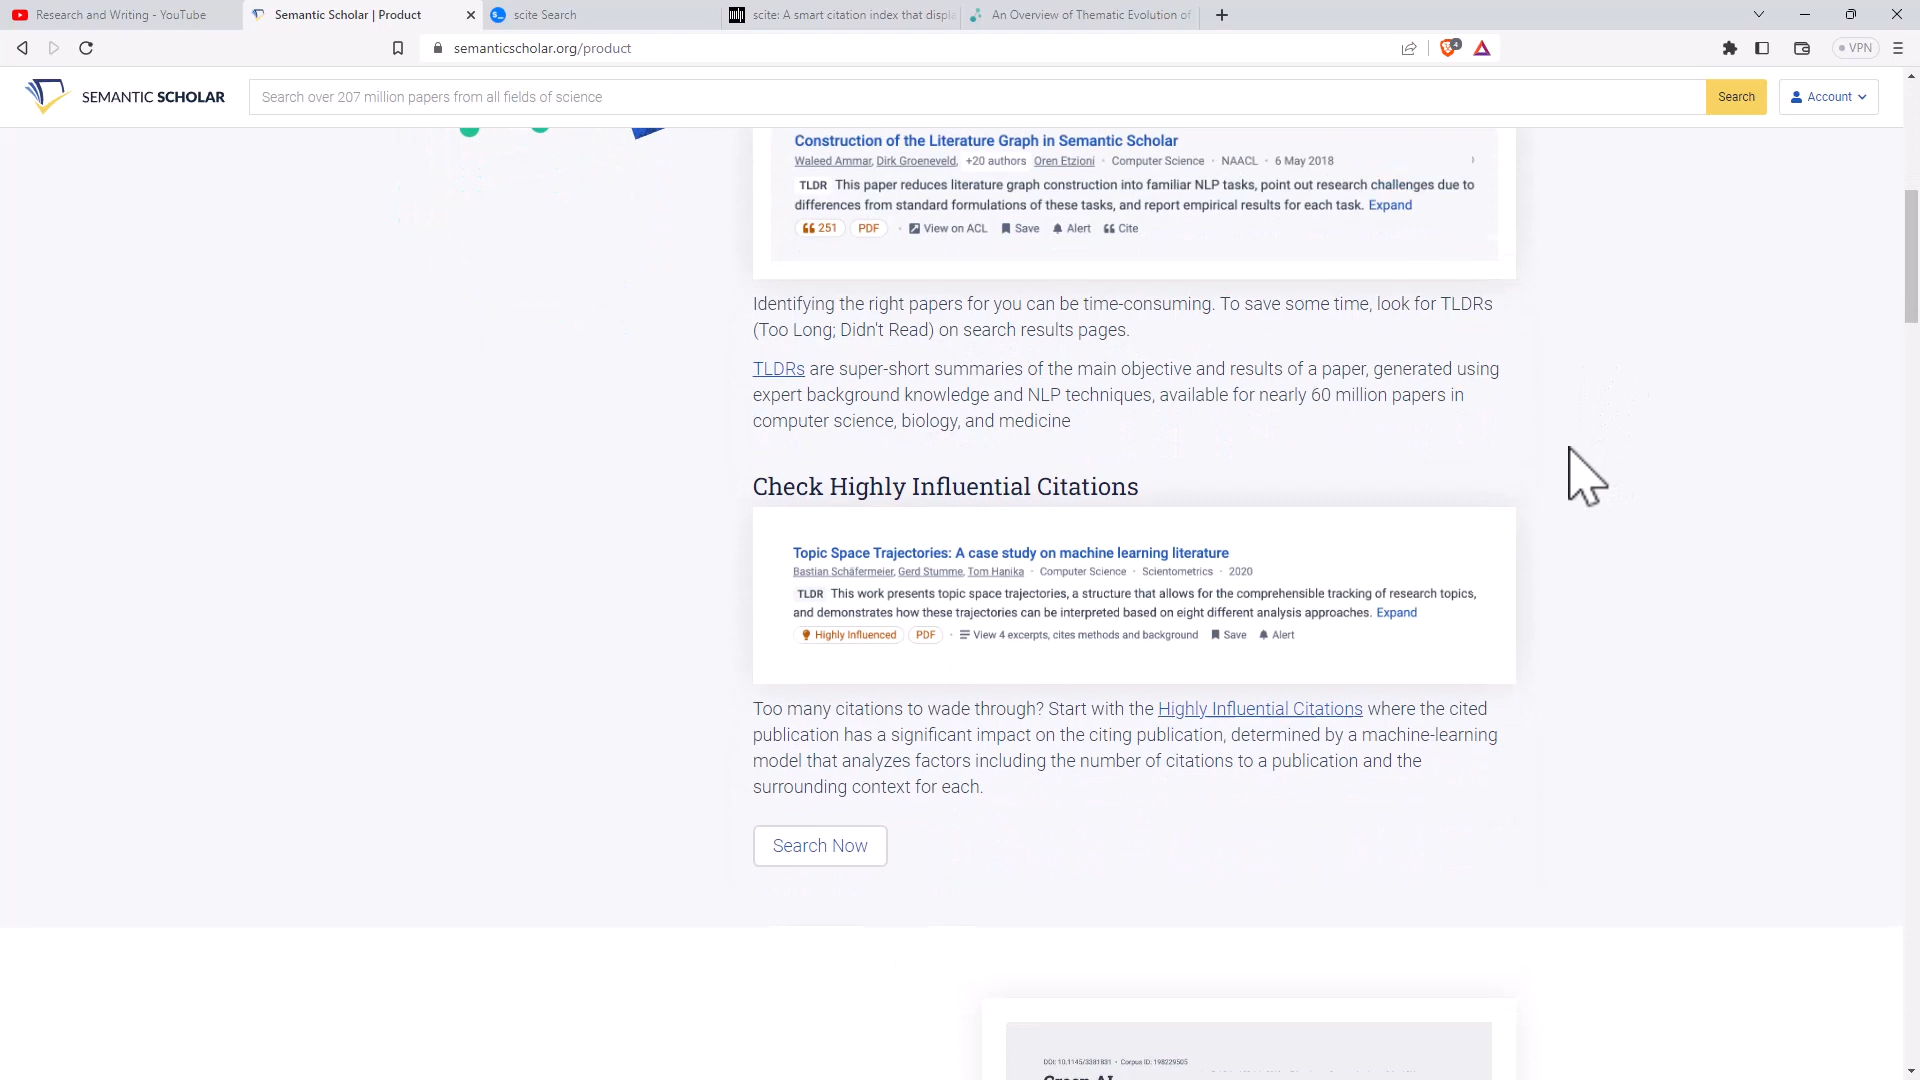 Research and Writing - YouTube
Semantic Scholar | Product
scite Search
scite: A smart citation index that displa
An Overview of Thematic Evolution of
semanticscholar.org/product
4
VPN
SEMANTIC SCHOLAR
Search over 207 million papers from all fields of science
Search
Account
Construction of the Literature Graph in Semantic Scholar
Waleed Ammar, Dirk Groeneveld, +20 authors Oren Etzioni · Computer Science · NAACL · 6 May 2018
TLDR This paper reduces literature graph construction into familiar NLP tasks, point out research challenges due to
differences from standard formulations of these tasks, and report empirical results for each task. Expand
251 PDF · View on ACL Save Alert Cite
Identifying the right papers for you can be time-consuming. To save some time, look for TLDRs
(Too Long; Didn't Read) on search results pages.
TLDRs are super-short summaries of the main objective and results of a paper, generated using
expert background knowledge and NLP techniques, available for nearly 60 million papers in
computer science, biology, and medicine
Check Highly Influential Citations
Topic Space Trajectories: A case study on machine learning literature
Bastian Schäfermeier, Gerd Stumme, Tom Hanika · Computer Science · Scientometrics · 2020
TLDR This work presents topic space trajectories, a structure that allows for the comprehensible tracking of research topics,
and demonstrates how these trajectories can be interpreted based on eight different analysis approaches. Expand
Highly Influenced PDF · View 4 excerpts, cites methods and background Save Alert
Too many citations to wade through? Start with the Highly Influential Citations where the cited
publication has a significant impact on the citing publication, determined by a machine-learning
model that analyzes factors including the number of citations to a publication and the
surrounding context for each.
Search Now
DOI: 10.1145/3381831 · Corpus ID: 198229505
Green AI